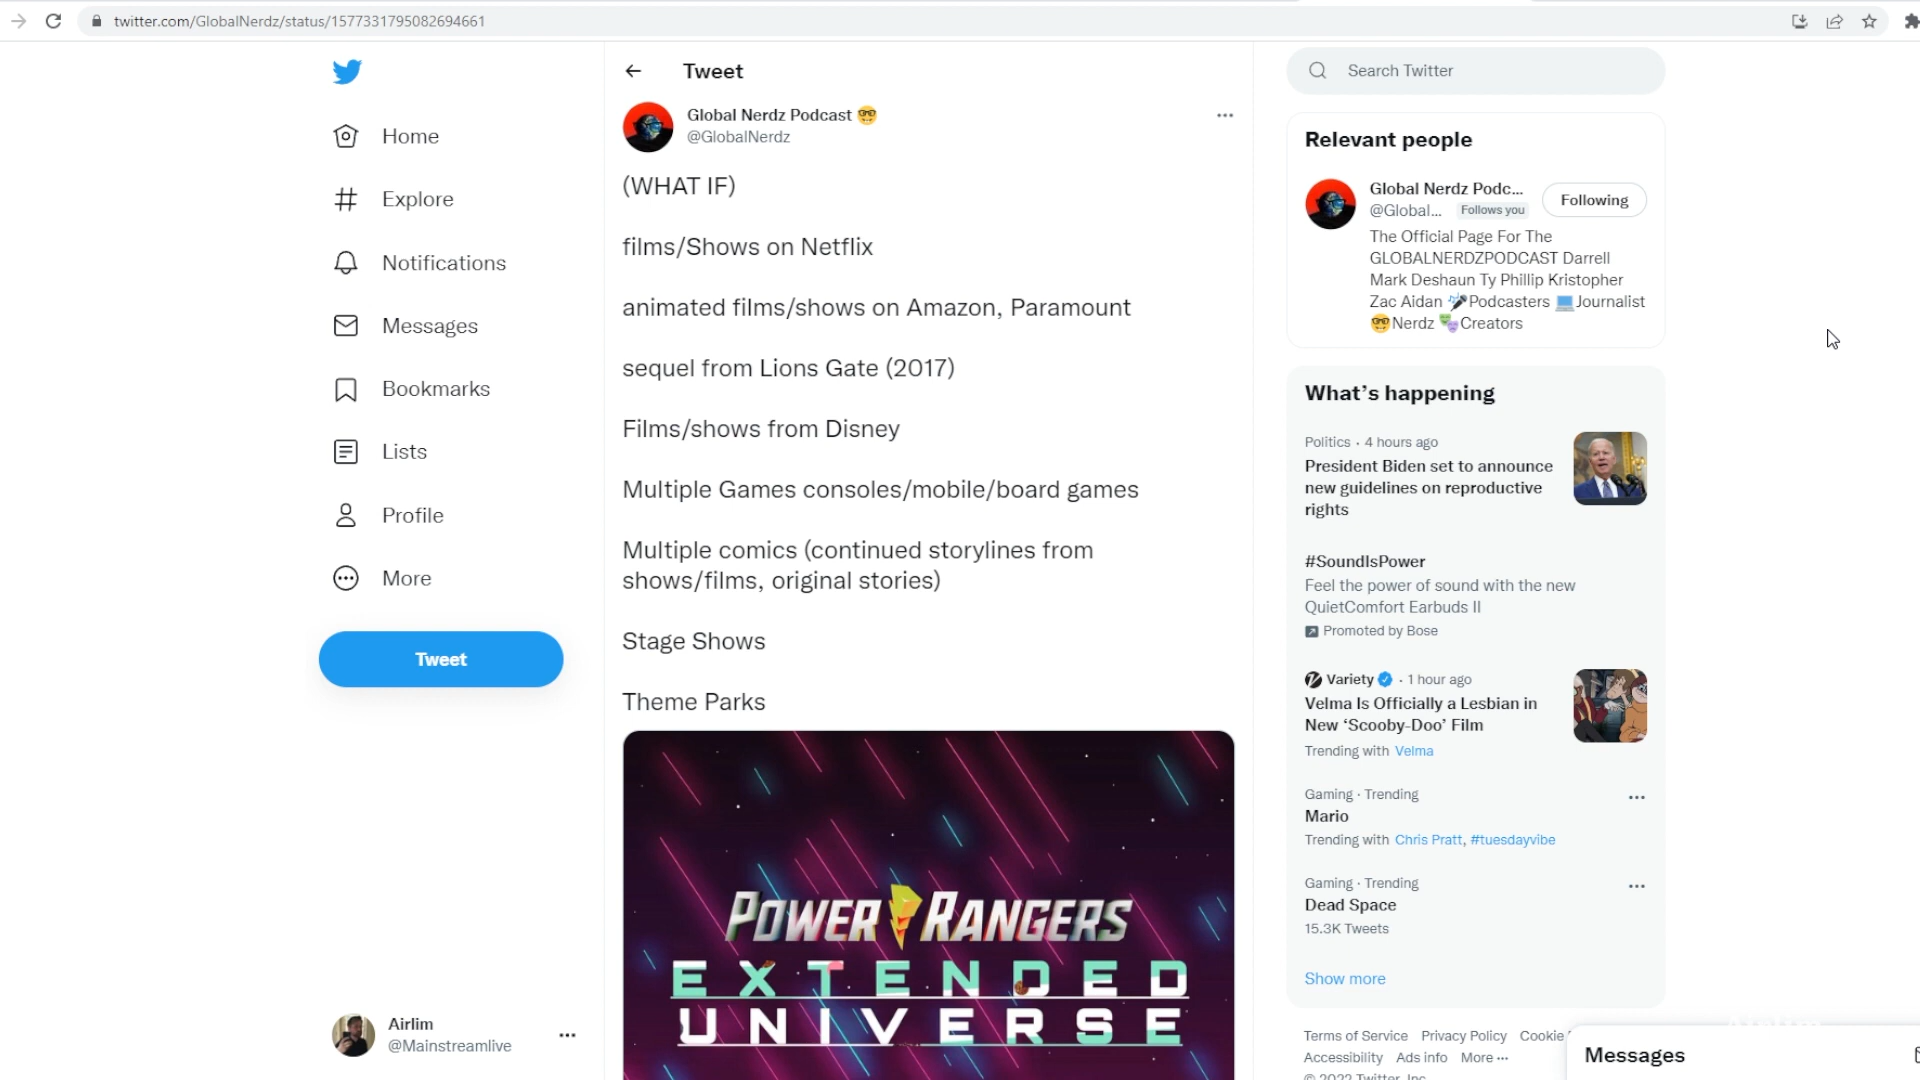 twitter.com/GlobalNerdz/status/1577331795082694661
Home
Explore
Notifications
Messages
Bookmarks
Lists
Profile
More
Tweet
Airlim
@Mainstreamlive
Tweet
Global Nerdz Podcast 🤓
@GlobalNerdz
(WHAT IF)
films/Shows on Netflix
animated films/shows on Amazon, Paramount
sequel from Lions Gate (2017)
Films/shows from Disney
Multiple Games consoles/mobile/board games
Multiple comics (continued storylines from
shows/films, original stories)
Stage Shows
Theme Parks
POWER RANGERS
EXTENDED
UNIVERSE
Search Twitter
Relevant people
Global Nerdz Podc...
@Global... Follows you
Following
The Official Page For The
GLOBALNERDZPODCAST Darrell
Mark Deshaun Ty Phillip Kristopher
Zac Aidan 🎤Podcasters 💻Journalist
🤓Nerdz 🎭Creators
What's happening
Politics · 4 hours ago
President Biden set to announce
new guidelines on reproductive
rights
#SoundIsPower
Feel the power of sound with the new
QuietComfort Earbuds II
Promoted by Bose
Variety · 1 hour ago
Velma Is Officially a Lesbian in
New ‘Scooby-Doo’ Film
Trending with Velma
Gaming · Trending
Mario
Trending with Chris Pratt, #tuesdayvibe
Gaming · Trending
Dead Space
15.3K Tweets
Show more
Terms of Service Privacy Policy Cookie
Accessibility Ads info More ···
© 2022 Twitter, Inc.
Messages